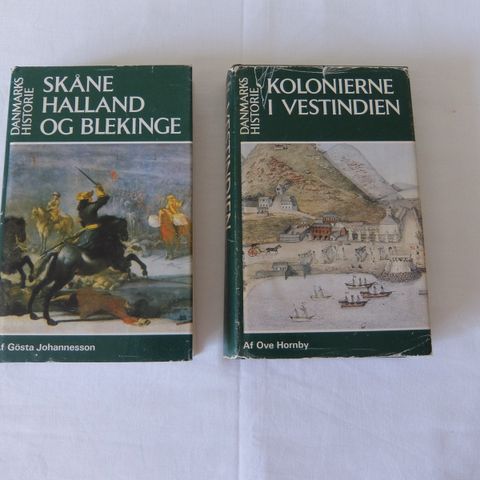 DANMARKS
HISTORIE
SKÅNE
HALLAND
OG BLEKINGE
Af Gösta Johannesson
DANMARKS
HISTORIE
KOLONIERNE
I VESTINDIEN
Af Ove Hornby